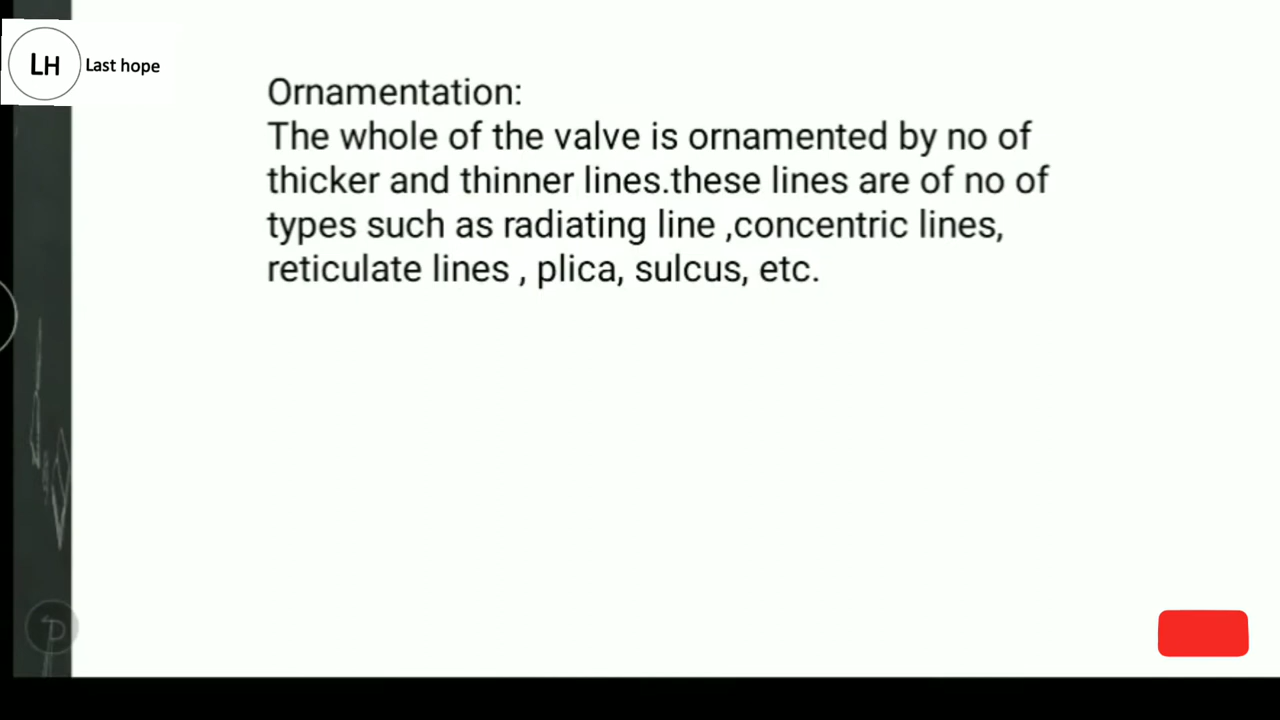 LH Last hope
Ornamentation:
The whole of the valve is ornamented by no of
thicker and thinner lines.these lines are of no of
types such as radiating line ,concentric lines,
reticulate lines , plica, sulcus, etc.
P